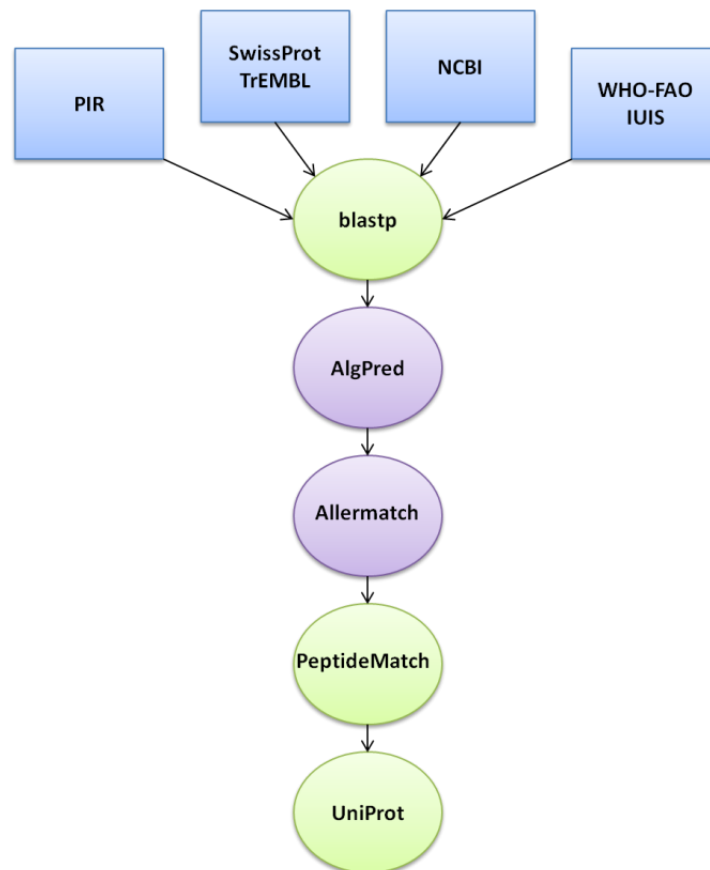 PIR
SwissProt
TrEMBL
NCBI
WHO-FAO
IUIS
blastp
AlgPred
Allermatch
PeptideMatch
UniProt